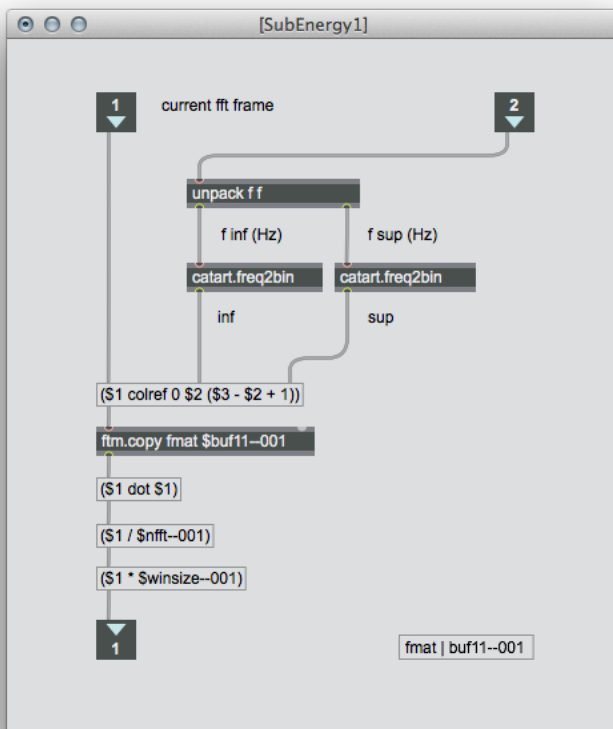 [SubEnergy1]
1
current fft frame
2
unpack f f
f inf (Hz)
f sup (Hz)
catart.freq2bin
catart.freq2bin
inf
sup
($1 colref 0 $2 ($3 - $2 + 1))
ftm.copy fmat $buf11--001
($1 dot $1)
($1 / $nfft--001)
($1 * $winsize--001)
1
fmat | buf11--001